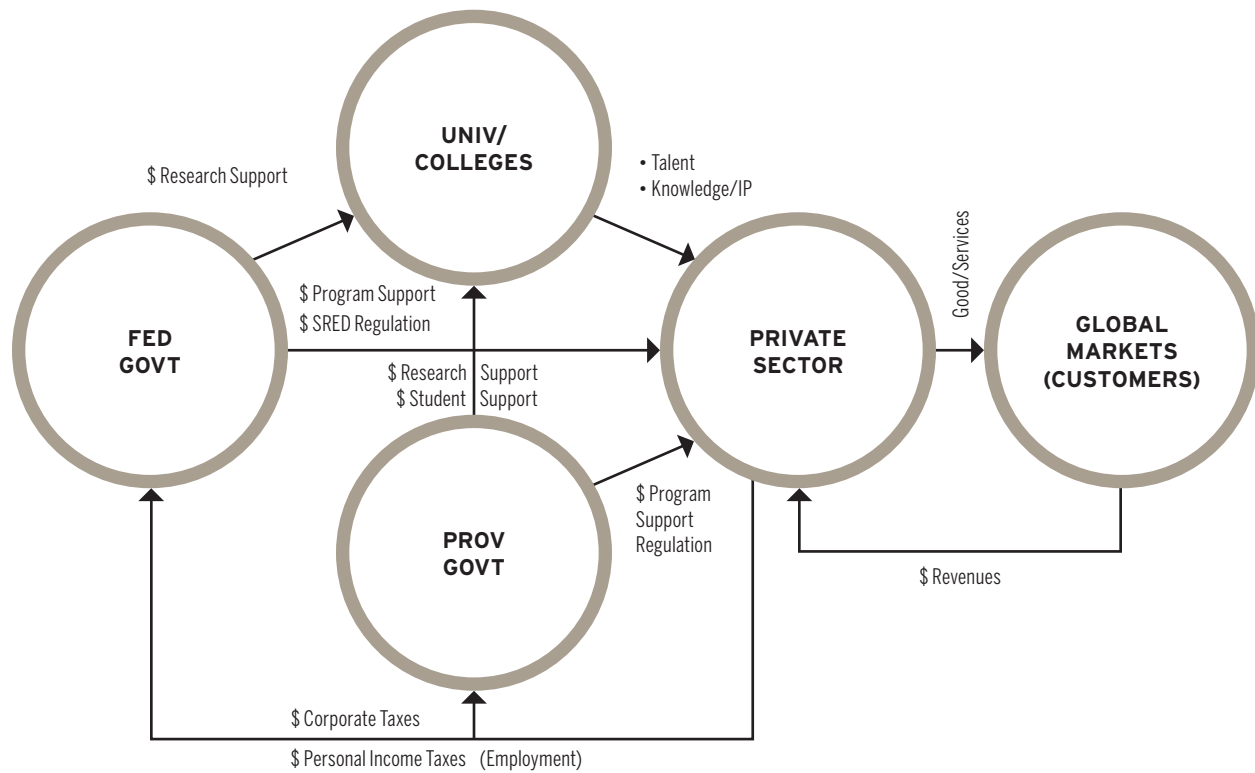 UNIV/
COLLEGES
$ Research Support
• Talent
• Knowledge/IP
Good/Services
$ Program Support
$ SRED Regulation
FED
GOVT
PRIVATE
SECTOR
GLOBAL
MARKETS
(CUSTOMERS)
$ Research Support
$ Student Support
$ Program
Support
Regulation
PROV
GOVT
$ Revenues
$ Corporate Taxes
$ Personal Income Taxes (Employment)